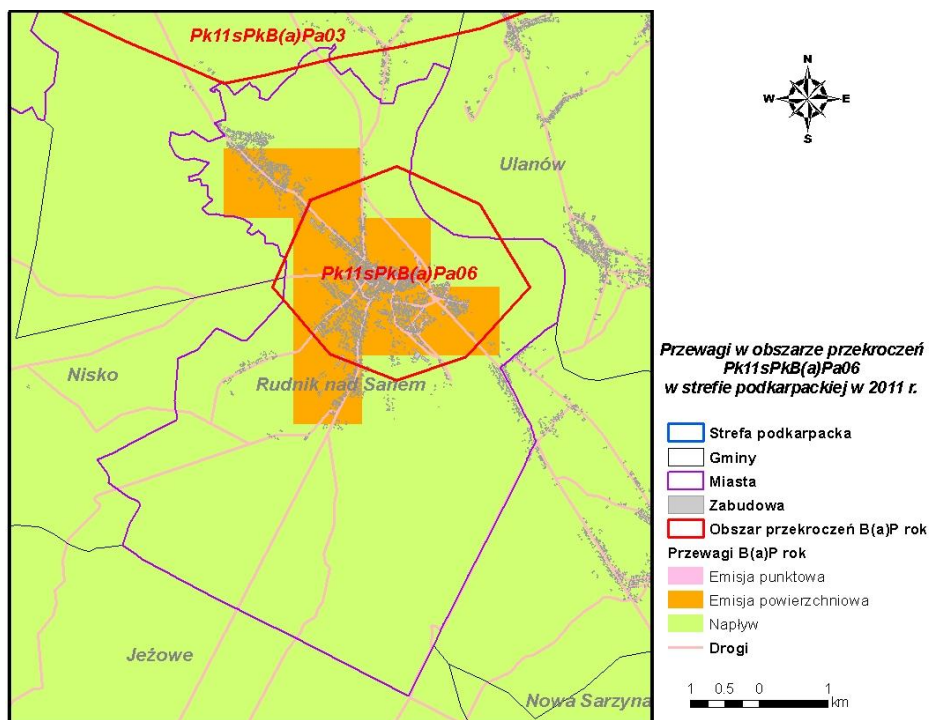 Pk11sPkB(a)Pa03
Ulanów
Pk11sPkB(a)Pa06
Nisko
Rudnik nad Sanem
Jeżowe
Nowa Sarzyna
N
W E
S
Przewagi w obszarze przekroczeń
Pk11sPkB(a)Pa06
w strefie podkarpackiej w 2011 r.
Strefa podkarpacka
Gminy
Miasta
Zabudowa
Obszar przekroczeń B(a)P rok
Przewagi B(a)P rok
Emisja punktowa
Emisja powierzchniowa
Napływ
Drogi
1 0.5 0 1
km